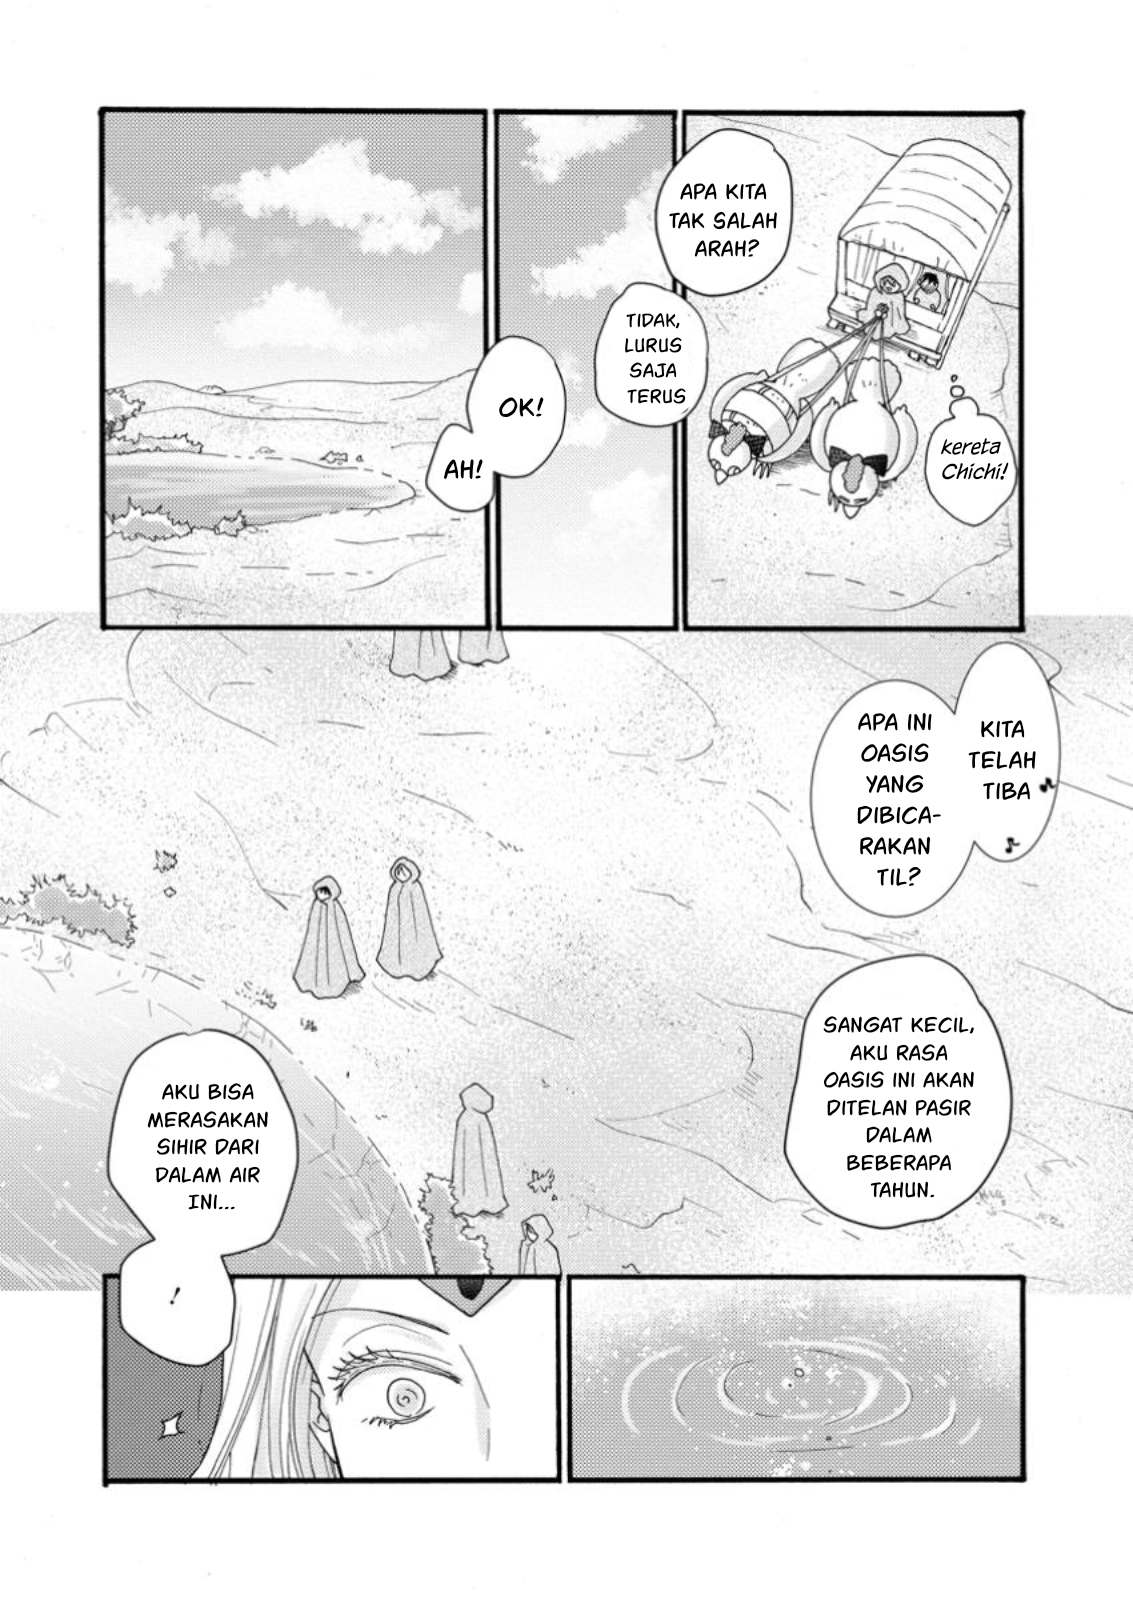 APA KITA
TAK SALAH
ARAH?
TIDAK,
LURUS
SAJA
TERUS
kereta
Chichi!
OK!
AH!
KITA
TELAH
TIBA
APA INI
OASIS
YANG
DIBICA-
RAKAN
TIL?
SANGAT KECIL,
AKU RASA
OASIS INI AKAN
DITELAN PASIR
DALAM
BEBERAPA
TAHUN.
AKU BISA
MERASAKAN
SIHIR DARI
DALAM AIR
INI...
!